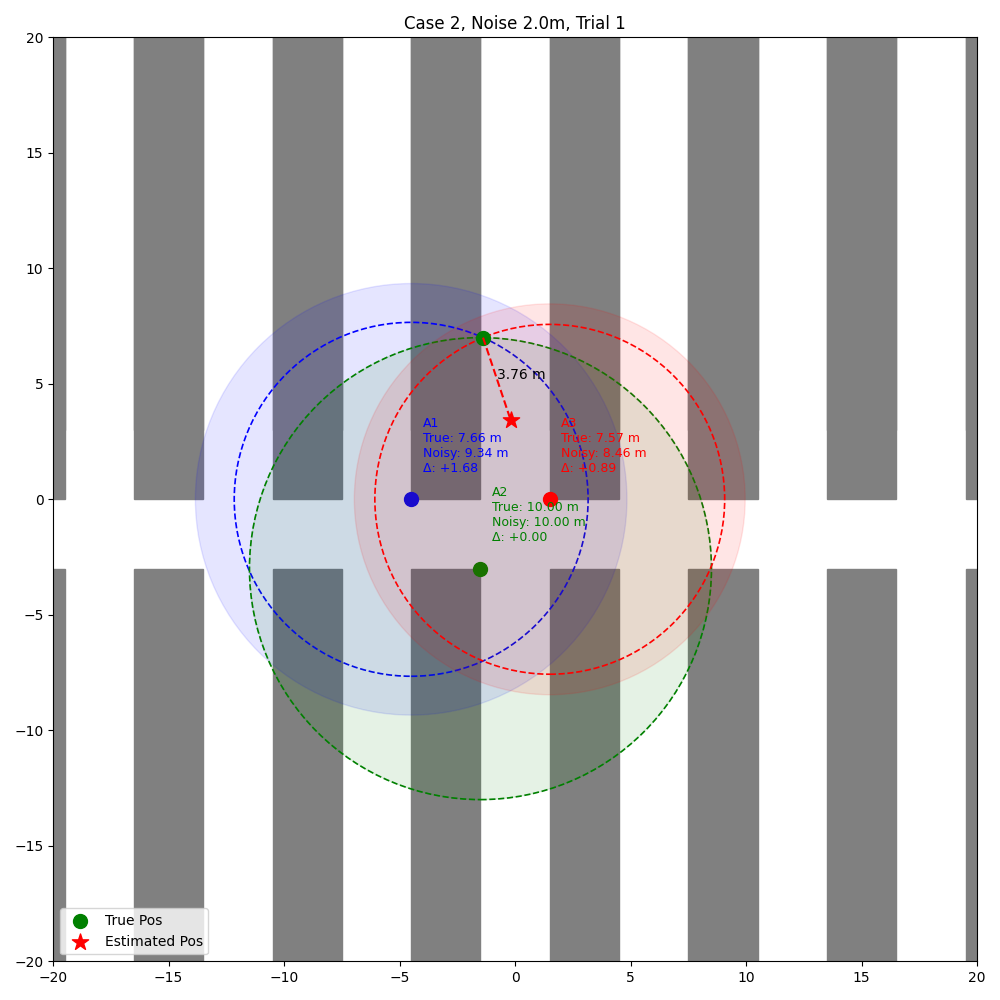 Case 2, Noise 2.0m, Trial 1
20
15
10
5
0
−5
−10
−15
−20
3.76 m
A1
True: 7.66 m
Noisy: 9.34 m
Δ: +1.68
A3
True: 7.57 m
Noisy: 8.46 m
Δ: +0.89
A2
True: 10.00 m
Noisy: 10.00 m
Δ: +0.00
True Pos
Estimated Pos
−20
−15
−10
−5
0
5
10
15
20